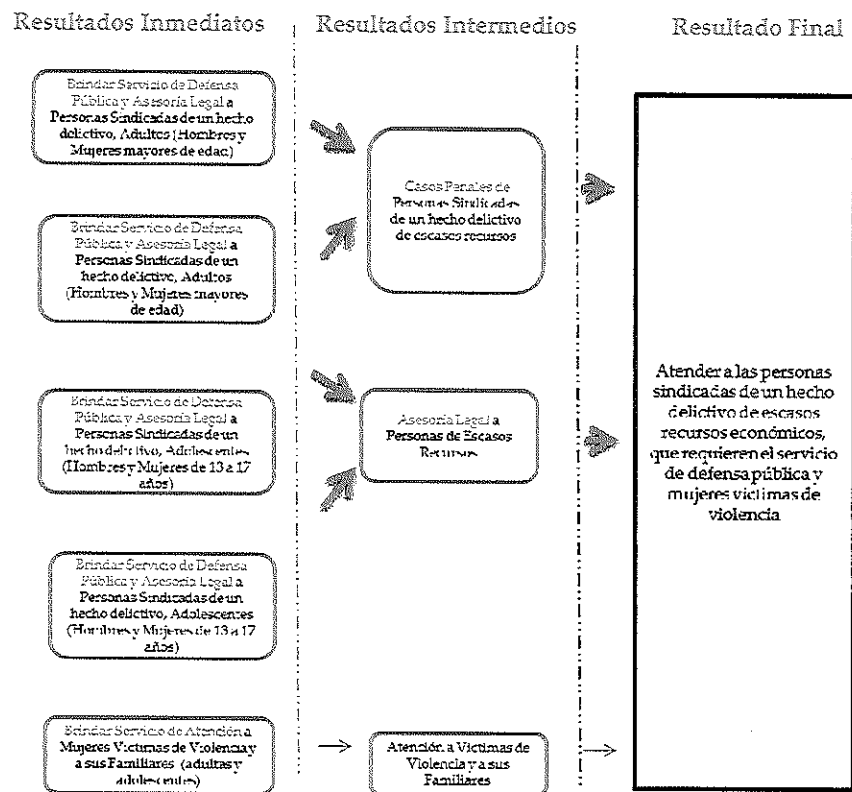 Resultados Inmediatos
Resultados Intermedios
Resultado Final
Brindar Servicio de Defensa
Pública y Asesoría Legal a
Personas Sindicadas de un hecho
delictivo, Adultos (Hombres y
Mujeres mayores de edad)
Brindar Servicio de Defensa
Pública y Asesoría Legal a
Personas Sindicadas de un
hecho delictivo, Adultos
(Hombres y Mujeres mayores
de edad)
Brindar Servicio de Defensa
Pública y Asesoría Legal a
Personas Sindicadas de un
hecho delictivo, Adolescentes
(Hombres y Mujeres de 13 a 17
años)
Brindar Servicio de Defensa
Pública y Asesoría Legal a
Personas Sindicadas de un
hecho delictivo, Adolescentes
(Hombres y Mujeres de 13 a 17
años)
Brindar Servicio de Atención a
Mujeres Víctimas de Violencia y
a sus Familiares (adultas y
adolescentes)
Casos Penales de
Personas Sindicadas
de un hecho delictivo
de escasos recursos
Asesoría Legal a
Personas de Escasos
Recursos
Atención a Víctimas de
Violencia y a sus
Familiares
Atender a las personas
sindicadas de un hecho
delictivo de escasos
recursos económicos,
que requieren el servicio
de defensa pública y
mujeres víctimas de
violencia